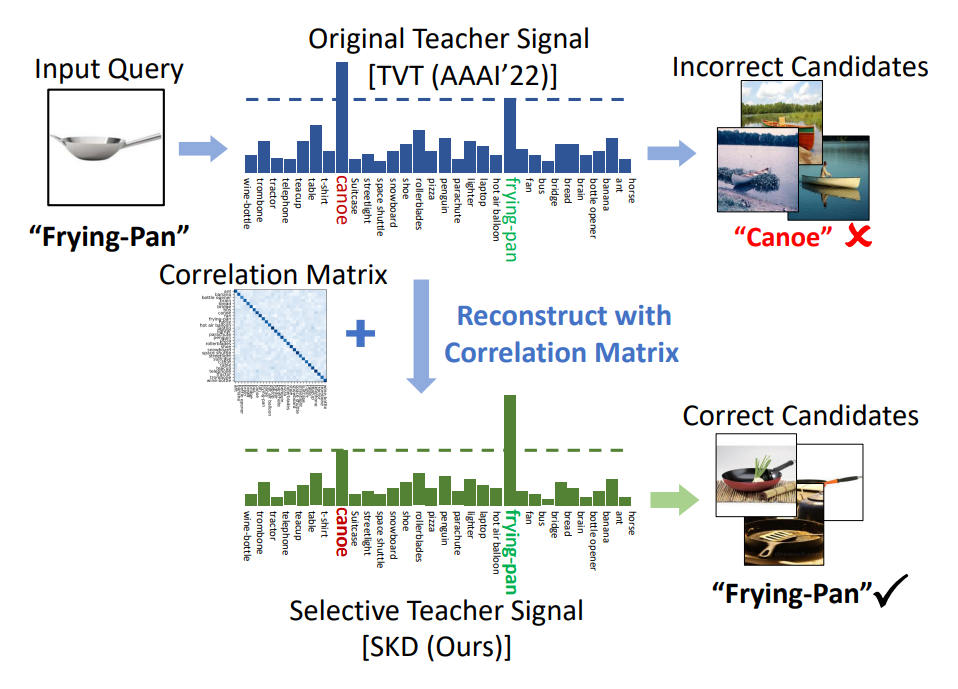 Original Teacher Signal
[TVT (AAAI'22)]
Input Query
Incorrect Candidates
wine-bottle
trombone
tractor
telephone
teacup
table
t-shirt
canoe
Suitcase
streetlight
space shuttle
snowboard
shoe
rollerblades
pizza
penguin
parachute
lighter
laptop
hot air balloon
frying-pan
fan
bus
bridge
bread
brain
bottle opener
banana
ant
horse
"Frying-Pan"
"Canoe" ✘
Correlation Matrix
+
Reconstruct with
Correlation Matrix
Correct Candidates
wine-bottle
trombone
tractor
telephone
teacup
table
t-shirt
canoe
Suitcase
streetlight
space shuttle
snowboard
shoe
rollerblades
pizza
penguin
parachute
lighter
laptop
hot air balloon
frying-pan
fan
bus
bridge
bread
brain
bottle opener
banana
ant
horse
"Frying-Pan"✓
Selective Teacher Signal
[SKD (Ours)]